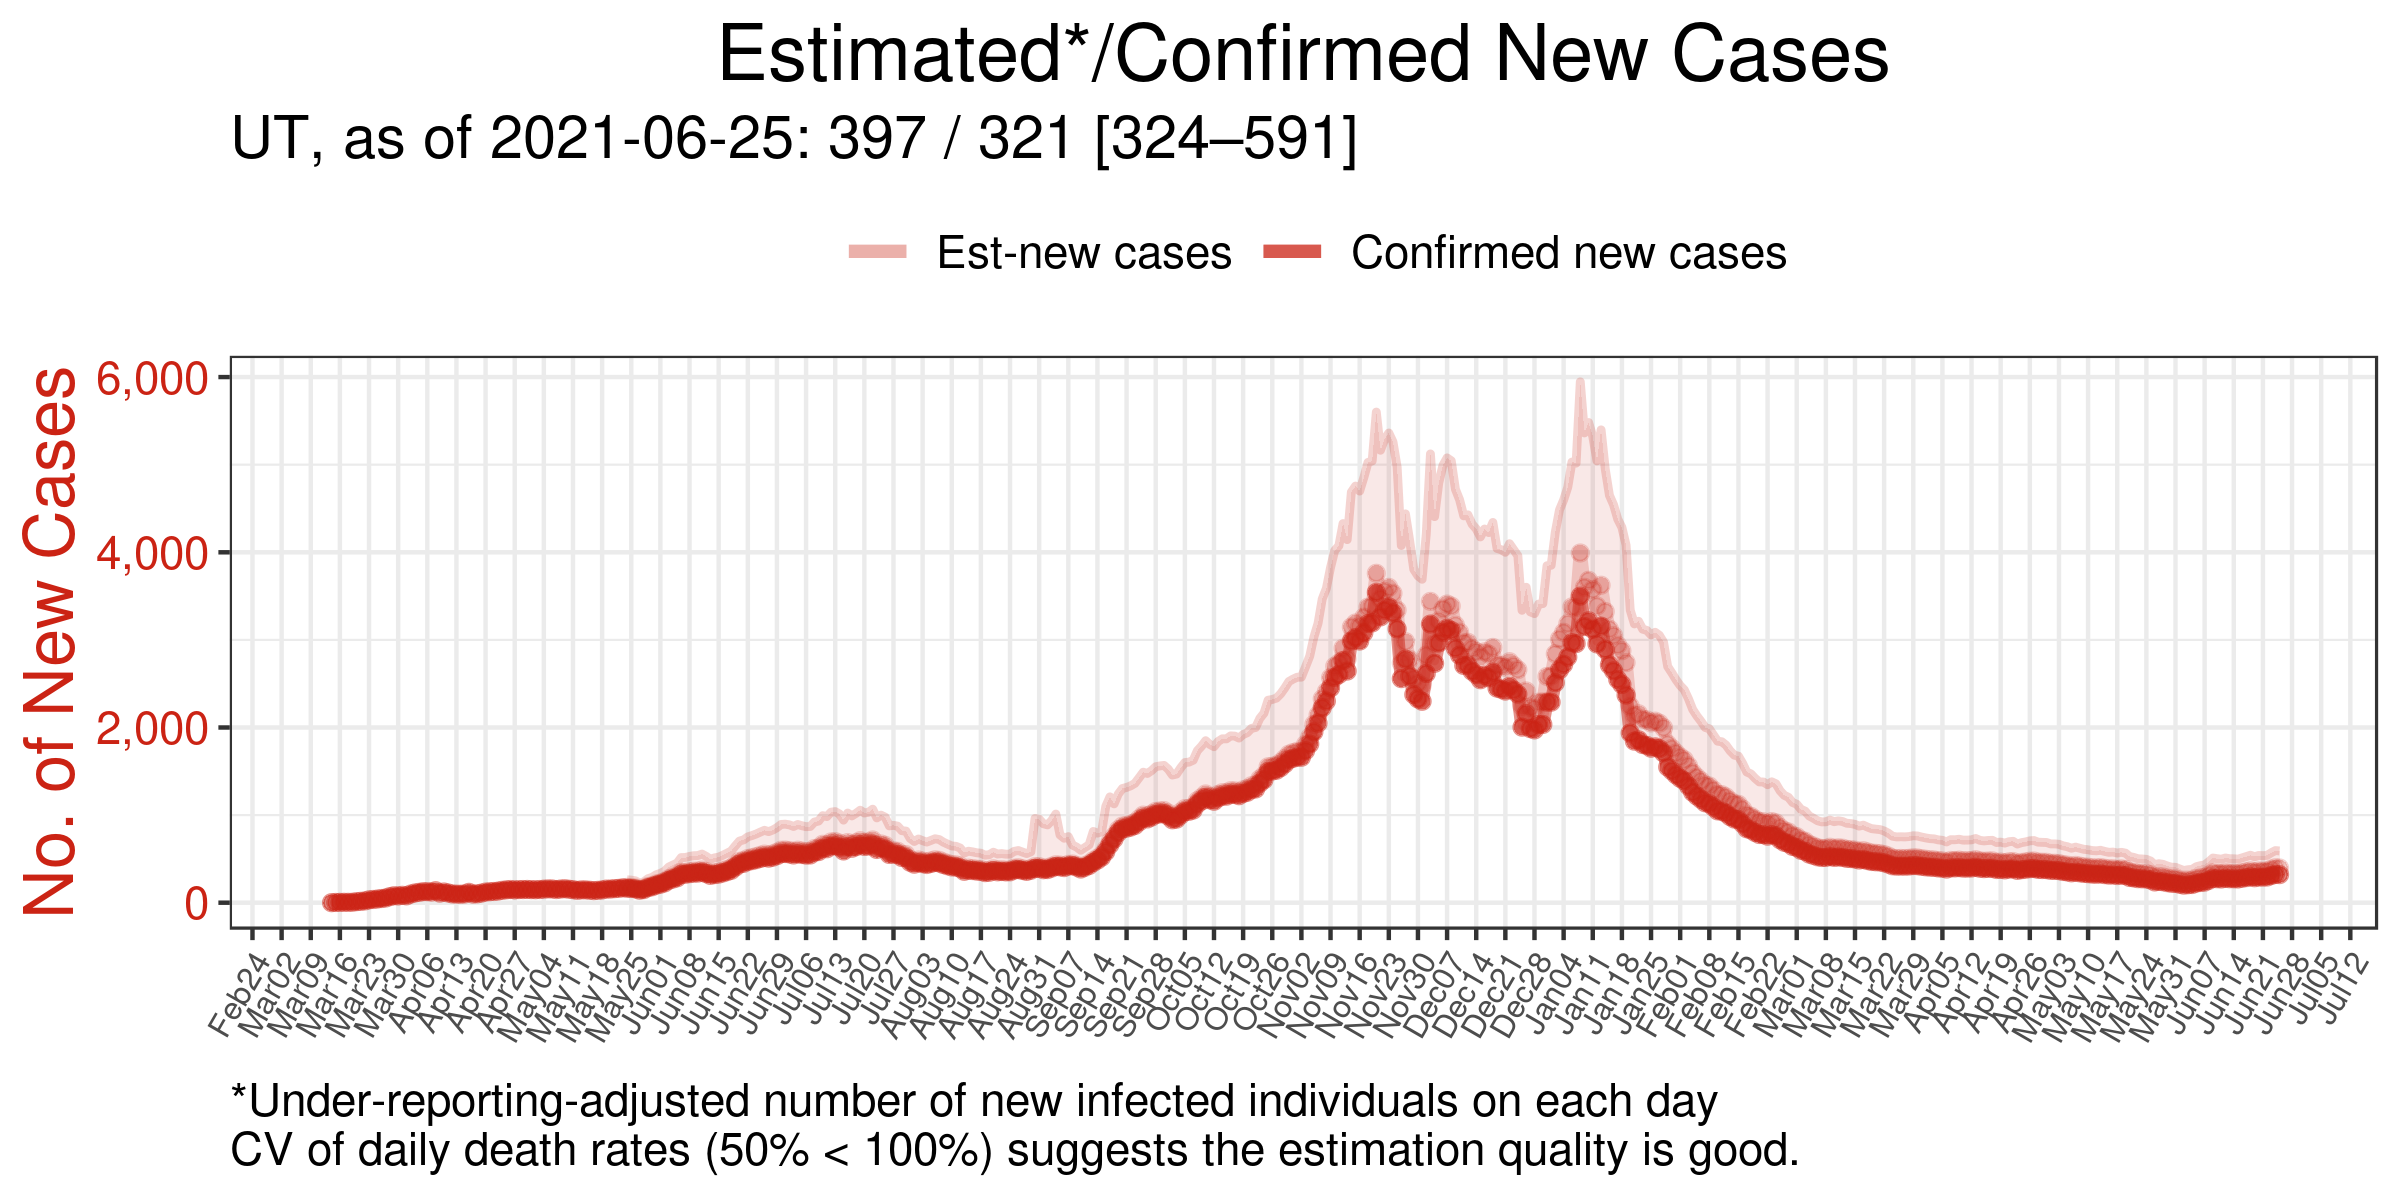 Estimated*/Confirmed New Cases
UT, as of 2021-06-25: 397 / 321 [324–591]
Est-new cases Confirmed new cases
No. of New Cases
6,000
4,000
2,000
0
Feb24 Mar02 Mar09 Mar16 Mar23 Mar30 Apr06 Apr13 Apr20 Apr27 May04 May11 May18 May25 Jun01 Jun08 Jun15 Jun22 Jun29 Jul06 Jul13 Jul20 Jul27 Aug03 Aug10 Aug17 Aug24 Aug31 Sep07 Sep14 Sep21 Sep28 Oct05 Oct12 Oct19 Oct26 Nov02 Nov09 Nov16 Nov23 Nov30 Dec07 Dec14 Dec21 Dec28 Jan04 Jan11 Jan18 Jan25 Feb01 Feb08 Feb15 Feb22 Mar01 Mar08 Mar15 Mar22 Mar29 Apr05 Apr12 Apr19 Apr26 May03 May10 May17 May24 May31 Jun07 Jun14 Jun21 Jun28 Jul05 Jul12
*Under-reporting-adjusted number of new infected individuals on each day
CV of daily death rates (50% < 100%) suggests the estimation quality is good.